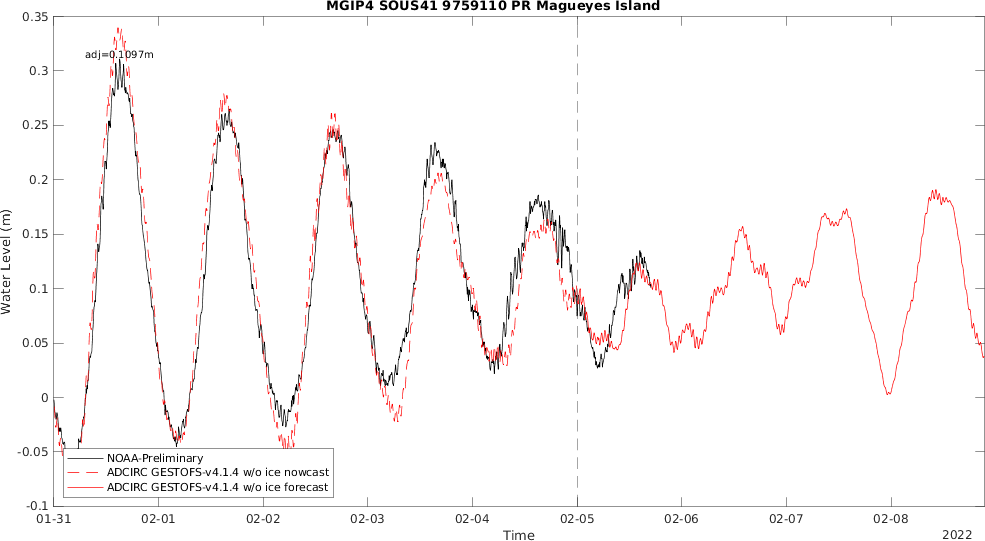 MGIP4 SOUS41 9759110 PR Magueyes Island
adj=0.1097m
0.35
0.3
0.25
0.2
0.15
0.1
0.05
0
-0.05
-0.1
Water Level (m)
NOAA-Preliminary
ADCIRC GESTOFS-v4.1.4 w/o ice nowcast
ADCIRC GESTOFS-v4.1.4 w/o ice forecast
01-31 02-01 02-02 02-03 02-04 02-05 02-06 02-07 02-08
Time
2022